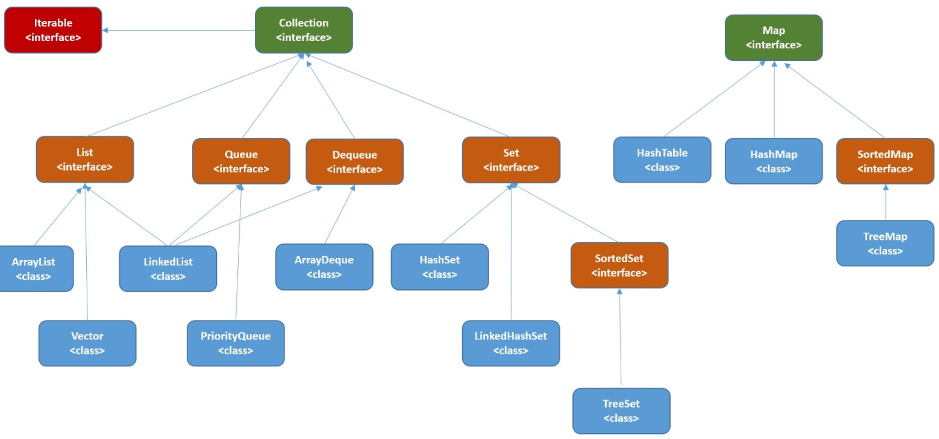 Iterable
<interface>
Collection
<interface>
Map
<interface>
List
<interface>
Queue
<interface>
Dequeue
<interface>
Set
<interface>
HashTable
<class>
HashMap
<class>
SortedMap
<interface>
ArrayList
<class>
LinkedList
<class>
ArrayDeque
<class>
HashSet
<class>
SortedSet
<interface>
TreeMap
<class>
Vector
<class>
PriorityQueue
<class>
LinkedHashSet
<class>
TreeSet
<class>